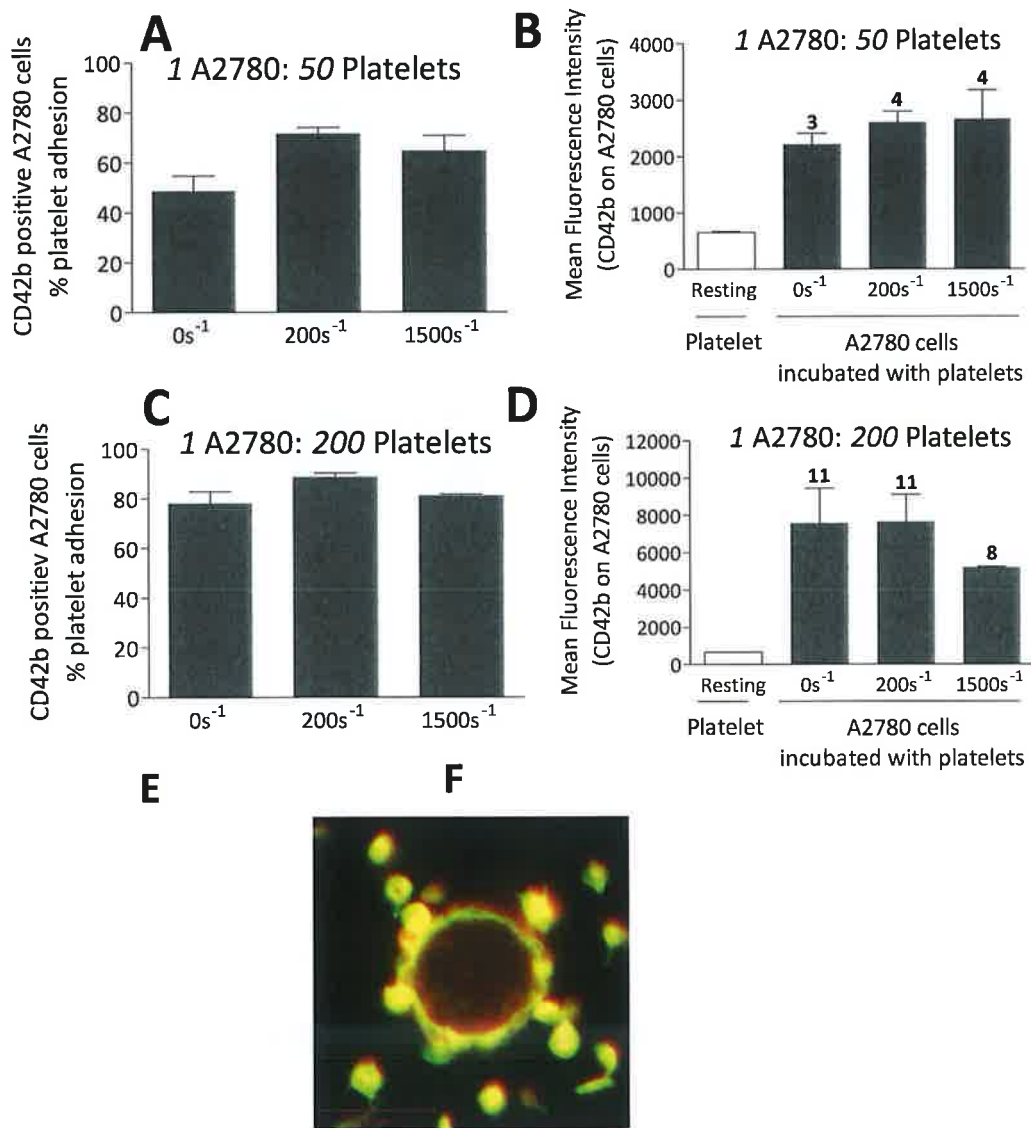 A
1 A2780: 50 Platelets
CD42b positive A2780 cells
% platelet adhesion
100
80
60
40
20
0
0s⁻¹ 200s⁻¹ 1500s⁻¹
B
1 A2780: 50 Platelets
Mean Fluorescence Intensity
(CD42b on A2780 cells)
4000
3000
2000
1000
0
3 4 4
Resting 0s⁻¹ 200s⁻¹ 1500s⁻¹
Platelet A2780 cells
incubated with platelets
C
1 A2780: 200 Platelets
CD42b positiev A2780 cells
% platelet adhesion
100
80
60
40
20
0
0s⁻¹ 200s⁻¹ 1500s⁻¹
D
1 A2780: 200 Platelets
Mean Fluorescence Intensity
(CD42b on A2780 cells)
12000
10000
8000
6000
4000
2000
0
11 11 8
Resting 0s⁻¹ 200s⁻¹ 1500s⁻¹
Platelet A2780 cells
incubated with platelets
E
F